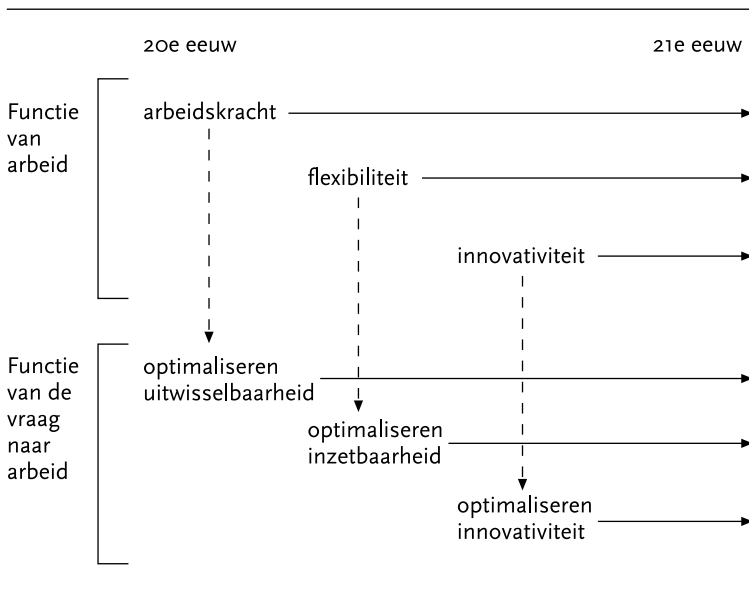 20e eeuw
21e eeuw
Functie
van
arbeid
arbeidskracht
flexibiliteit
innovativiteit
Functie
van de
vraag
naar
arbeid
optimaliseren
uitwisselbaarheid
optimaliseren
inzetbaarheid
optimaliseren
innovativiteit